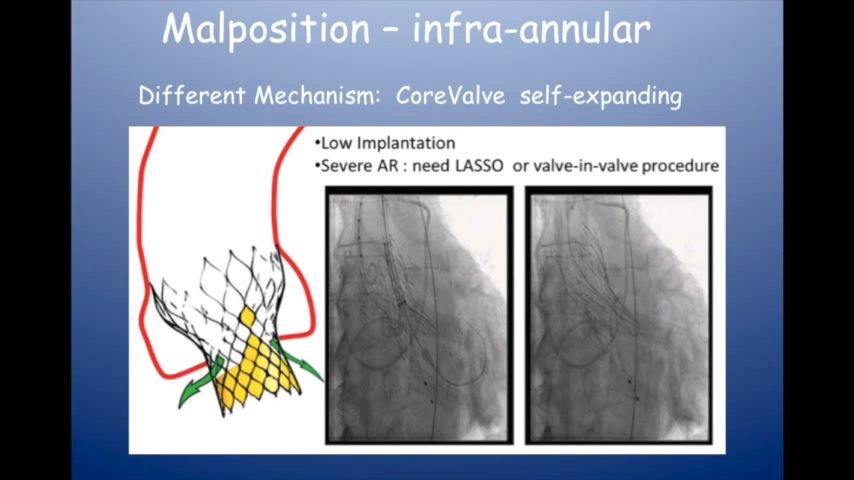 Malposition – infra-annular
Different Mechanism: CoreValve self-expanding
•Low Implantation
•Severe AR : need LASSO or valve-in-valve procedure